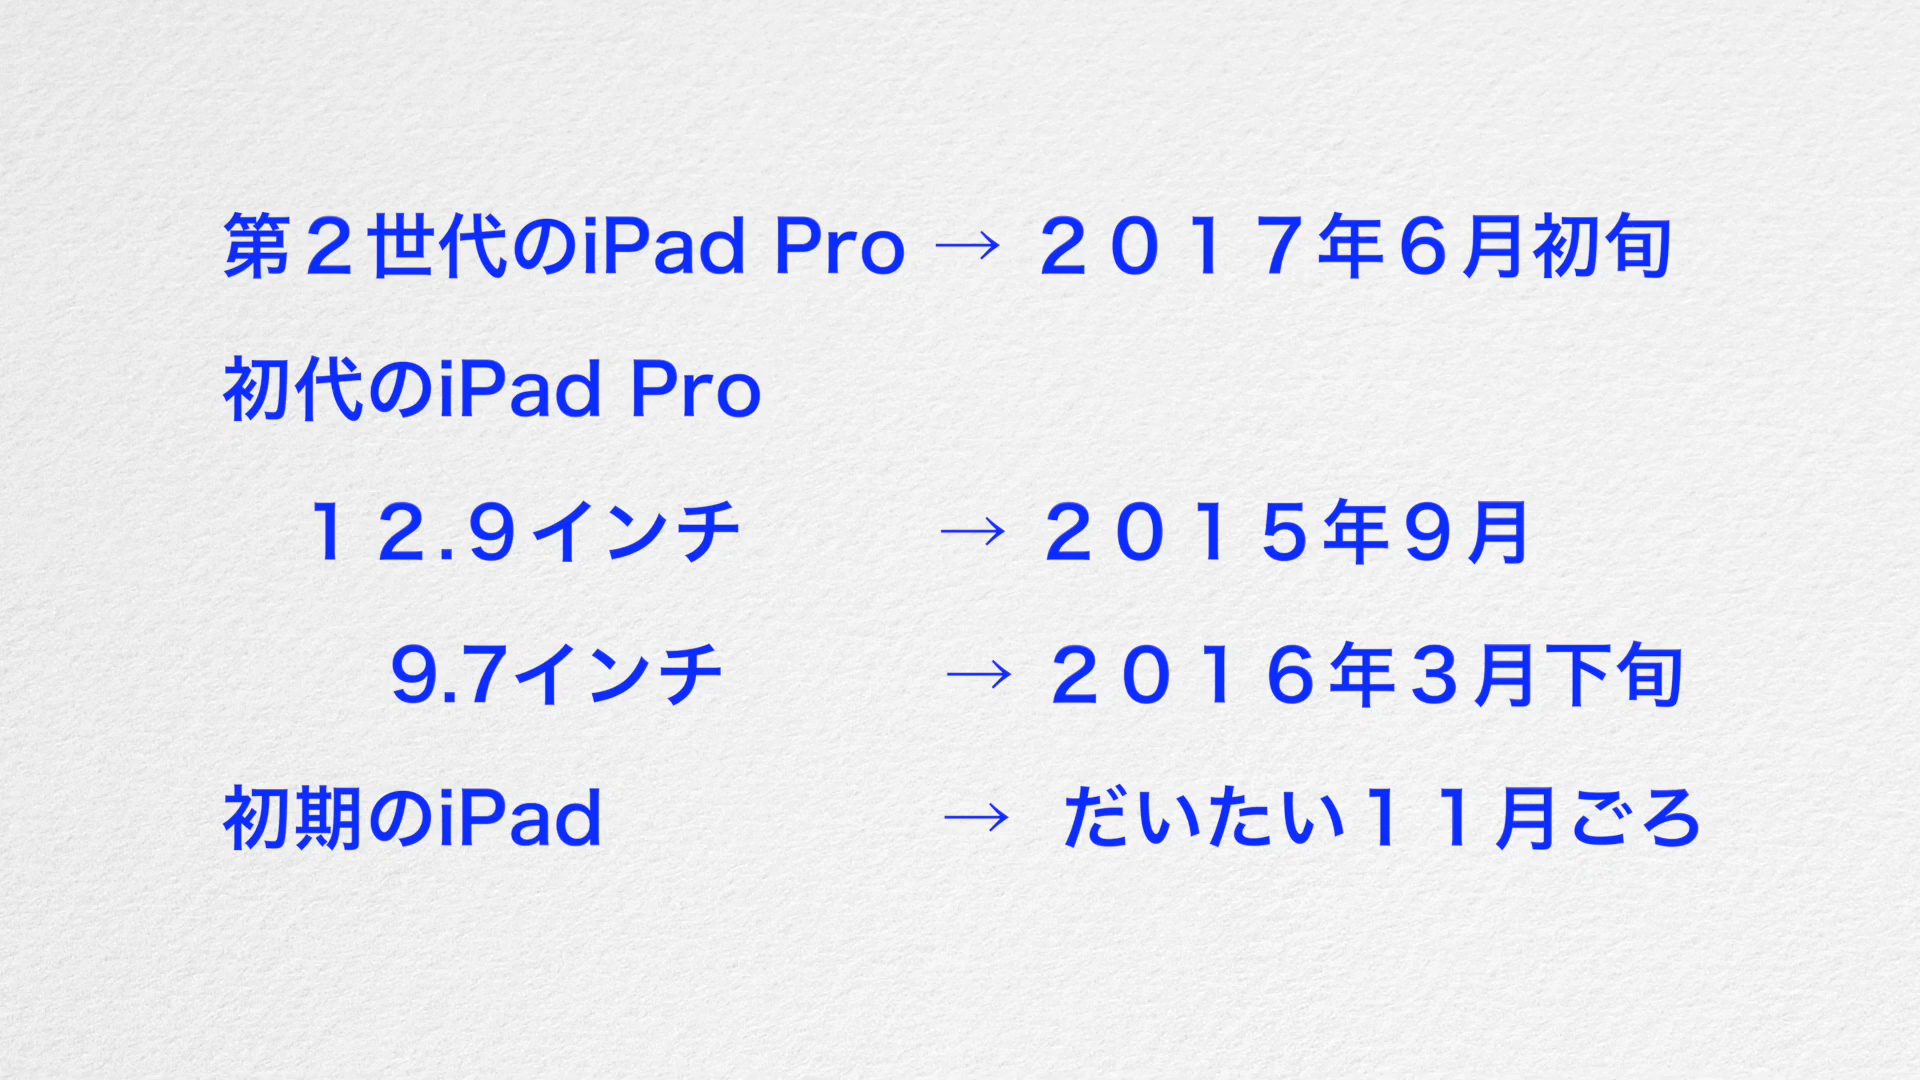 第２世代のiPad Pro → ２０１７年６月初旬
初代のiPad Pro
１２.９インチ → ２０１５年９月
9.7インチ → ２０１６年３月下旬
初期のiPad → だいたい１１月ごろ